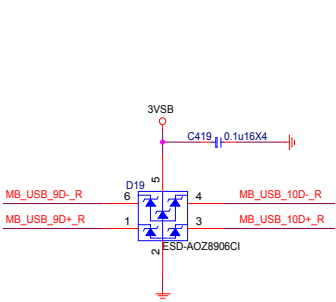 3VSB
C419 0.1u16X4
5
D19
MB_USB_9D-_R 6 4 MB_USB_10D-_R
MB_USB_9D+_R 1 3 MB_USB_10D+_R
2
ESD-AOZ8906CI